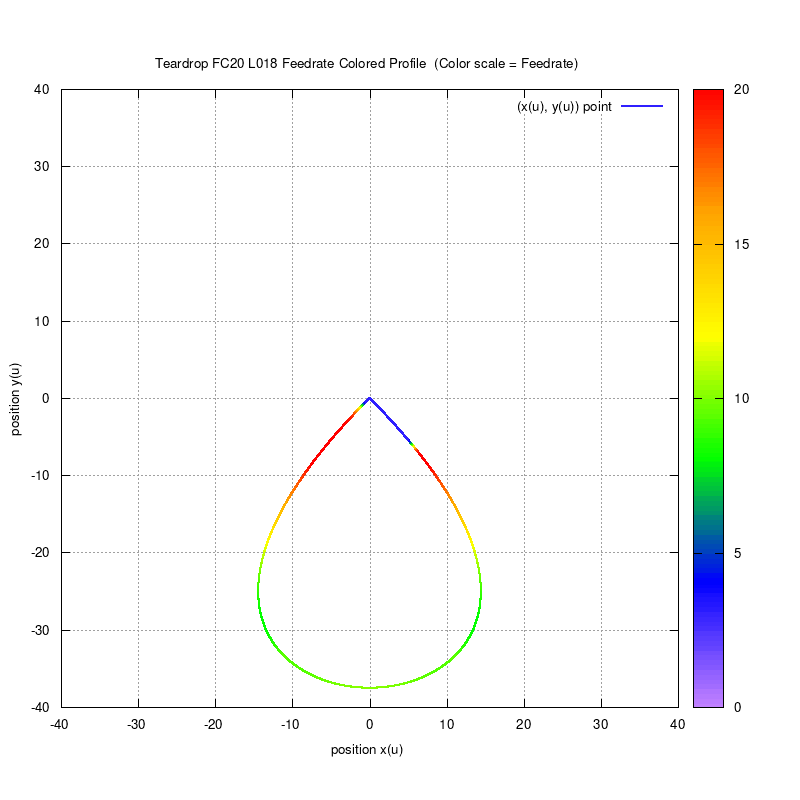 Teardrop FC20 L018 Feedrate Colored Profile  (Color scale = Feedrate)
(x(u), y(u)) point
40
30
20
10
0
-10
-20
-30
-40
position y(u)
-40 -30 -20 -10 0 10 20 30 40
position x(u)
20
15
10
5
0